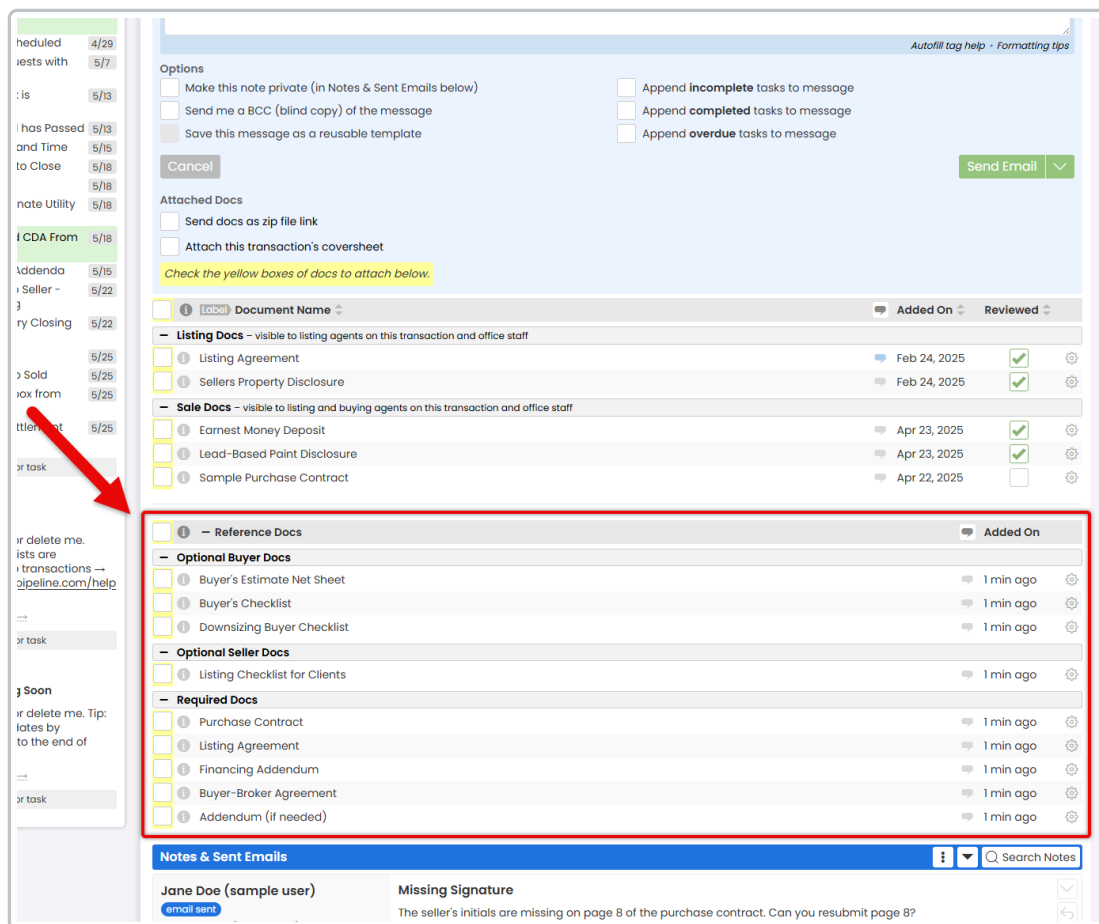 heduled 4/29
uests with 5/7
is 5/13
has Passed 5/13
and Time 5/15
to Close 5/18
5/18
nate Utility 5/18
CDA From 5/18
Addenda 5/15
Seller – 5/22
ry Closing 5/22
5/25
Sold 5/25
box from 5/25
5/25
or task
or delete me.
ists are
transactions →
pipeline.com/help
→
or task
g Soon
or delete me. Tip:
dates by
to the end of
→
or task
Autofill tag help • Formatting tips
Options
Make this note private (in Notes & Sent Emails below)
Append incomplete tasks to message
Send me a BCC (blind copy) of the message
Append completed tasks to message
Save this message as a reusable template
Append overdue tasks to message
Cancel
Send Email
Attached Docs
Send docs as zip file link
Attach this transaction's coversheet
Check the yellow boxes of docs to attach below.
Label Document Name Added On Reviewed
– Listing Docs – visible to listing agents on this transaction and office staff
Listing Agreement Feb 24, 2025
Sellers Property Disclosure Feb 24, 2025
– Sale Docs – visible to listing and buying agents on this transaction and office staff
Earnest Money Deposit Apr 23, 2025
Lead-Based Paint Disclosure Apr 23, 2025
Sample Purchase Contract Apr 22, 2025
– Reference Docs Added On
– Optional Buyer Docs
Buyer's Estimate Net Sheet 1 min ago
Buyer's Checklist 1 min ago
Downsizing Buyer Checklist 1 min ago
– Optional Seller Docs
Listing Checklist for Clients 1 min ago
– Required Docs
Purchase Contract 1 min ago
Listing Agreement 1 min ago
Financing Addendum 1 min ago
Buyer-Broker Agreement 1 min ago
Addendum (if needed) 1 min ago
Notes & Sent Emails Search Notes
Jane Doe (sample user) Missing Signature
email sent
The seller's initials are missing on page 8 of the purchase contract. Can you resubmit page 8?